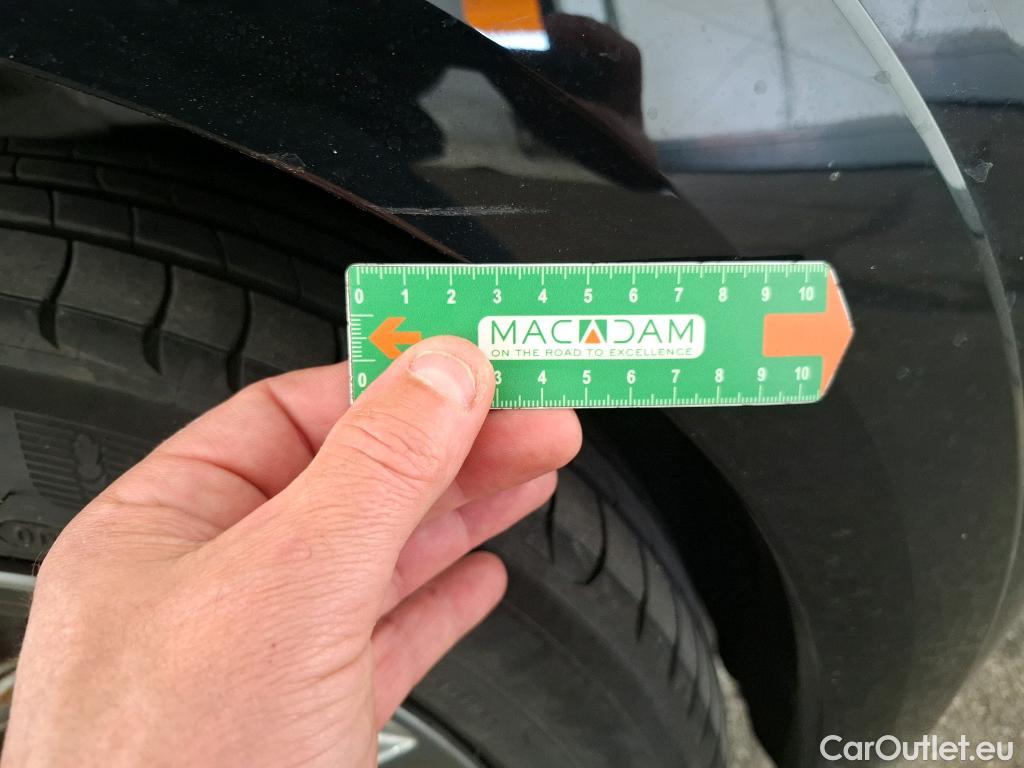 0 1 2 3 4 5 6 7 8 9 10
MACADAM
ON THE ROAD TO EXCELLENCE
0 3 4 5 6 7 8 9 10
CarOutlet.eu